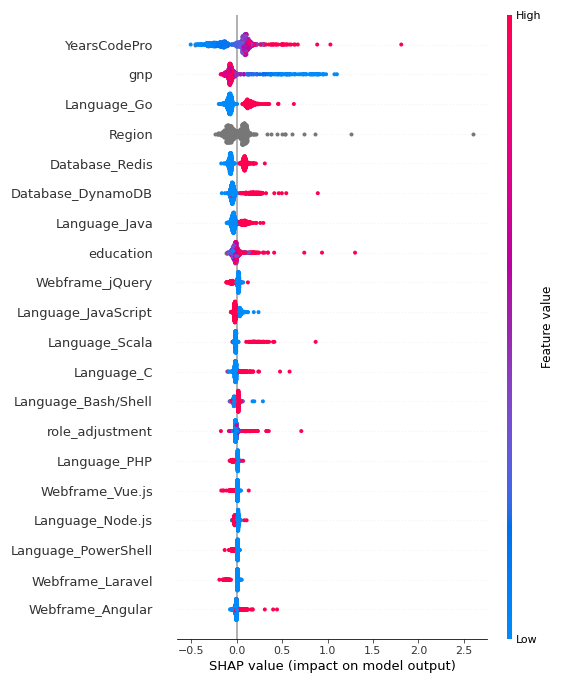 High
YearsCodePro
gnp
Language_Go
Region
Database_Redis
Database_DynamoDB
Language_Java
education
Webframe_jQuery
Language_JavaScript
Language_Scala
Language_C
Language_Bash/Shell
role_adjustment
Language_PHP
Webframe_Vue.js
Language_Node.js
Language_PowerShell
Webframe_Laravel
Webframe_Angular
Feature value
Low
−0.5 0.0 0.5 1.0 1.5 2.0 2.5
SHAP value (impact on model output)